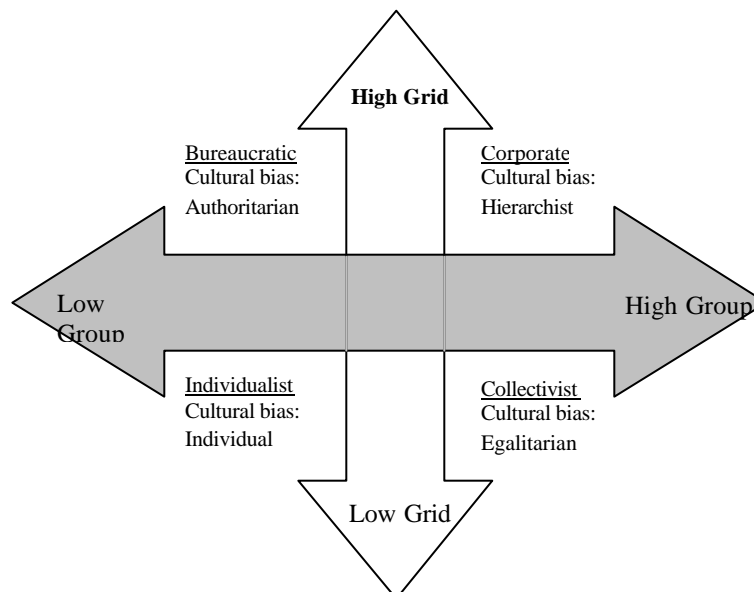 High Grid
Bureaucratic
Cultural bias:
Authoritarian
Corporate
Cultural bias:
Hierarchist
Low
Group
High Group
Individualist
Cultural bias:
Individual
Collectivist
Cultural bias:
Egalitarian
Low Grid